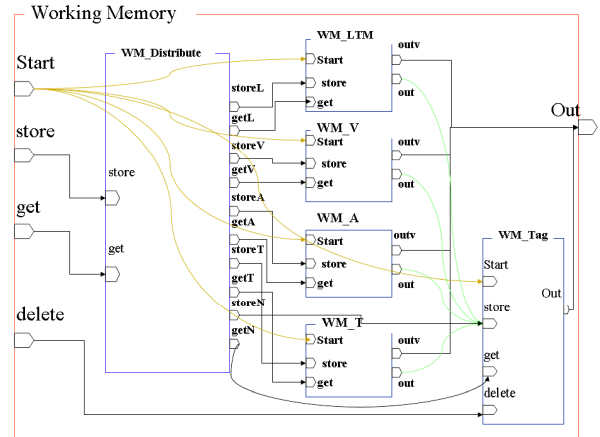 Working Memory
Start
store
get
delete
WM_Distribute
store
get
storeL
getL
storeV
getV
storeA
getA
storeT
getT
storeN
getN
WM_LTM
Start
store
get
outv
out
WM_V
Start
store
get
outv
out
WM_A
Start
store
get
outv
out
WM_T
Start
store
get
outv
out
WM_Tag
Start
store
get
delete
Out
Out